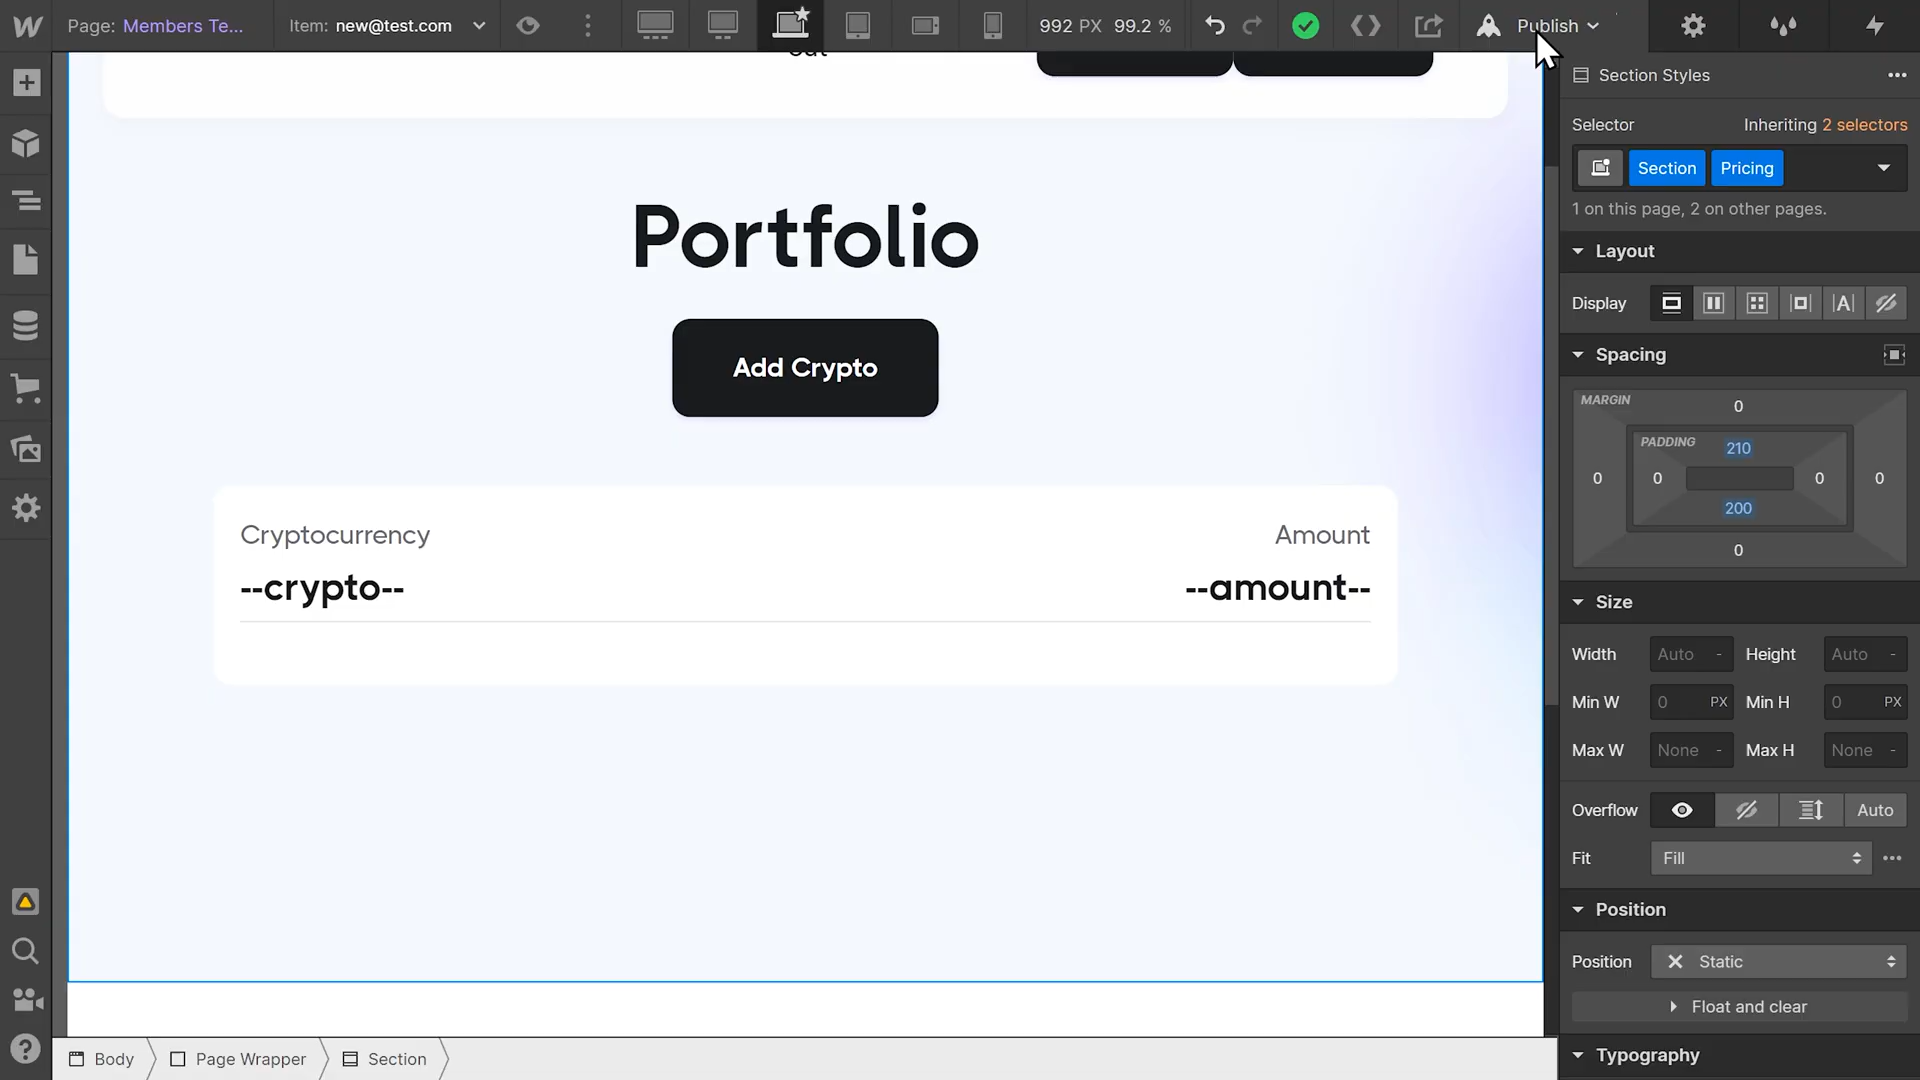 Page: Members Te...
Item: new@test.com
992 PX 99.2 %
Publish
Portfolio
Add Crypto
Cryptocurrency
Amount
--crypto--
--amount--
Section Styles
Selector
Inheriting 2 selectors
Section
Pricing
1 on this page, 2 on other pages.
Layout
Display
Spacing
MARGIN
0
PADDING
210
0
0
0
0
200
0
Size
Width
Auto -
Height
Auto -
Min W
0 PX
Min H
0 PX
Max W
None -
Max H
None -
Overflow
Auto
Fit
Fill
Position
Position
Static
Float and clear
Typography
Body
Page Wrapper
Section